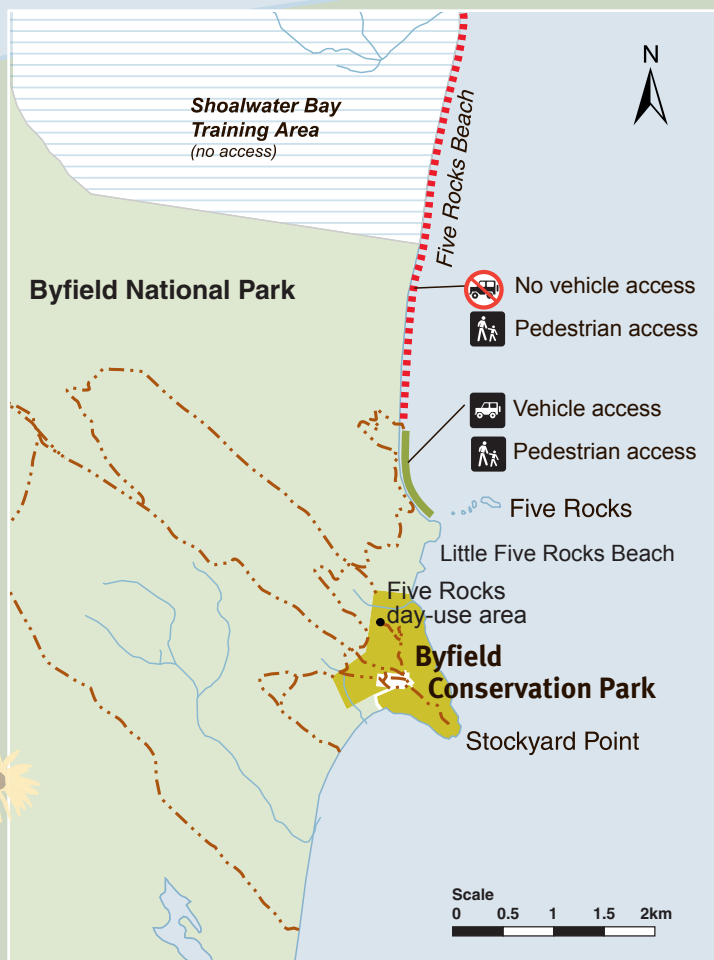 N
Shoalwater Bay
Training Area
(no access)
Five Rocks Beach
Byfield National Park
No vehicle access
Pedestrian access
Vehicle access
Pedestrian access
Five Rocks
Little Five Rocks Beach
Five Rocks
day-use area
Byfield
Conservation Park
Stockyard Point
Scale
0 0.5 1 1.5 2km